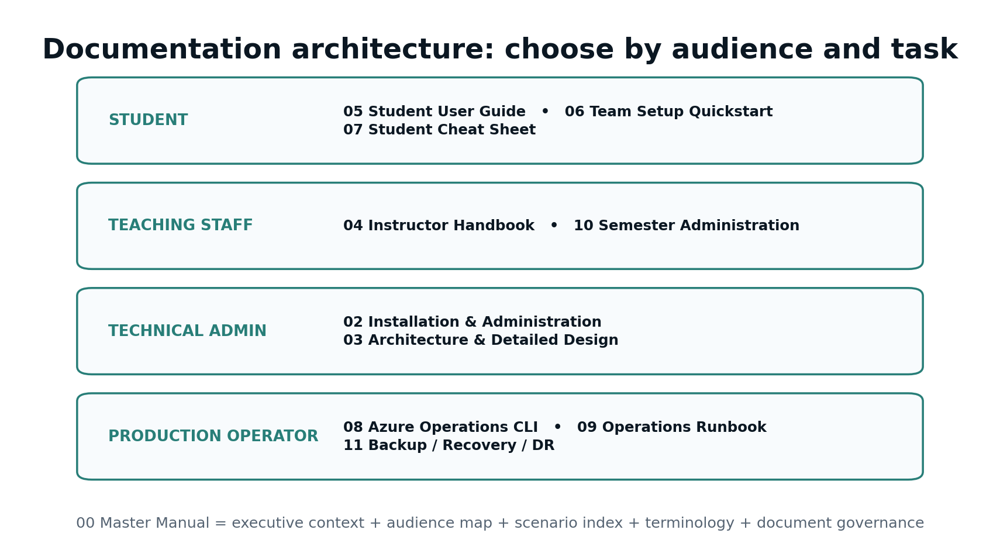 Documentation architecture: choose by audience and task
STUDENT
05 Student User Guide • 06 Team Setup Quickstart
07 Student Cheat Sheet
TEACHING STAFF
04 Instructor Handbook • 10 Semester Administration
TECHNICAL ADMIN
02 Installation & Administration
03 Architecture & Detailed Design
PRODUCTION OPERATOR
08 Azure Operations CLI • 09 Operations Runbook
11 Backup / Recovery / DR
00 Master Manual = executive context + audience map + scenario index + terminology + document governance